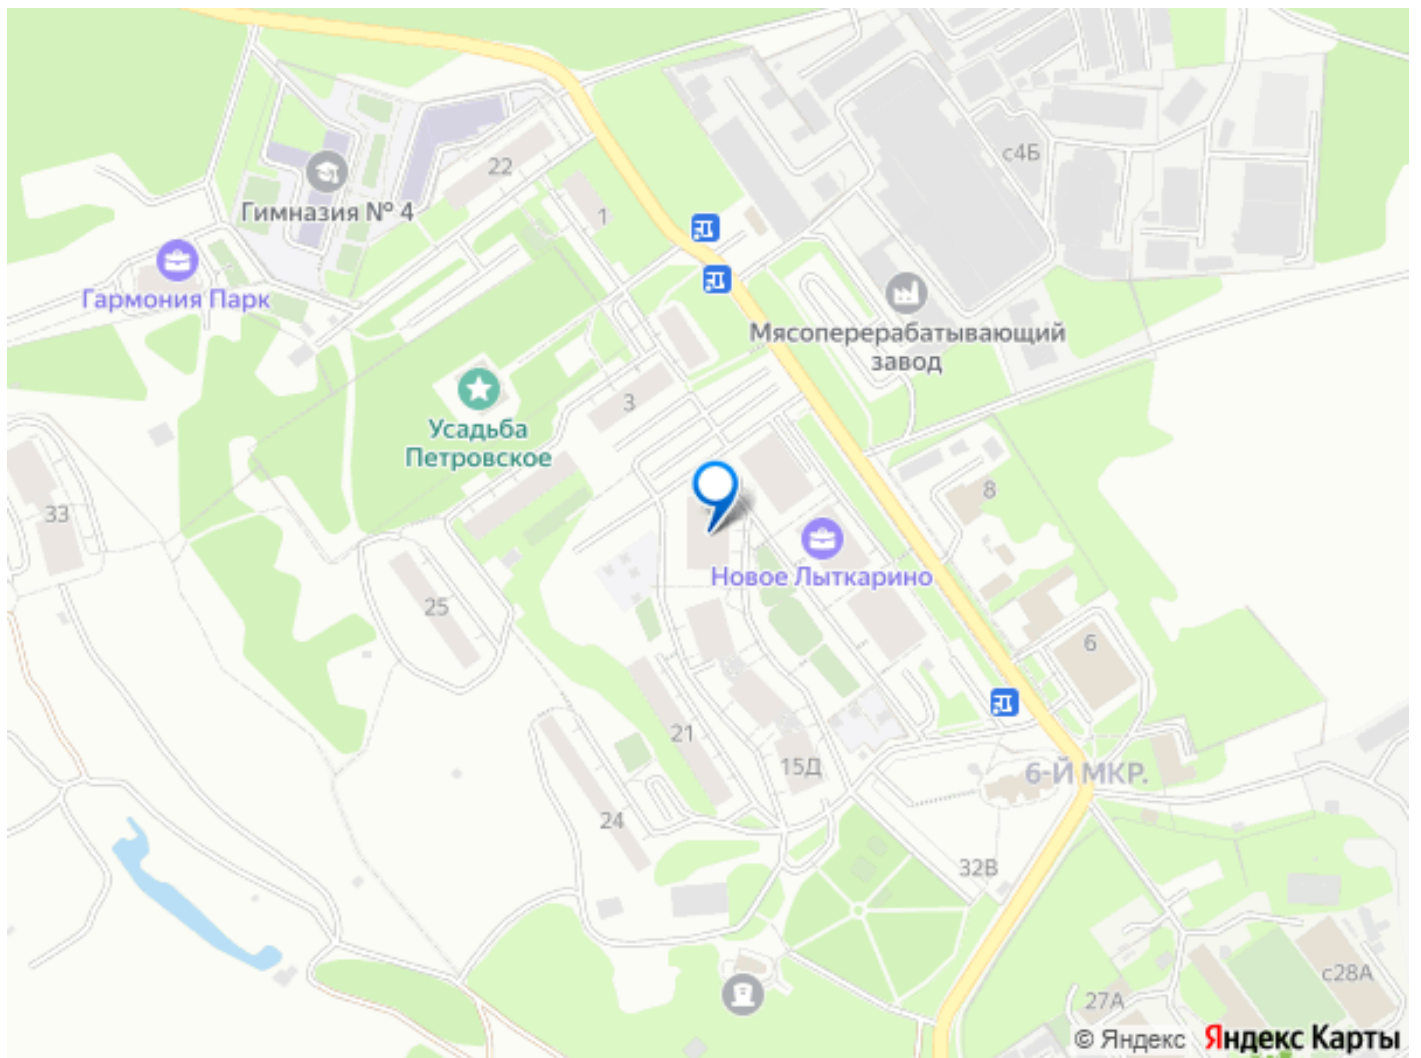 с4Б
22
Гимназия № 4
1
Гармония Парк
Мясоперерабатывающий
завод
3
Усадьба
Петровское
8
33
Новое Лыткарино
25
6
21
15Д
6-Й МКР.
24
32В
с28А
27А
© Яндекс Яндекс Карты